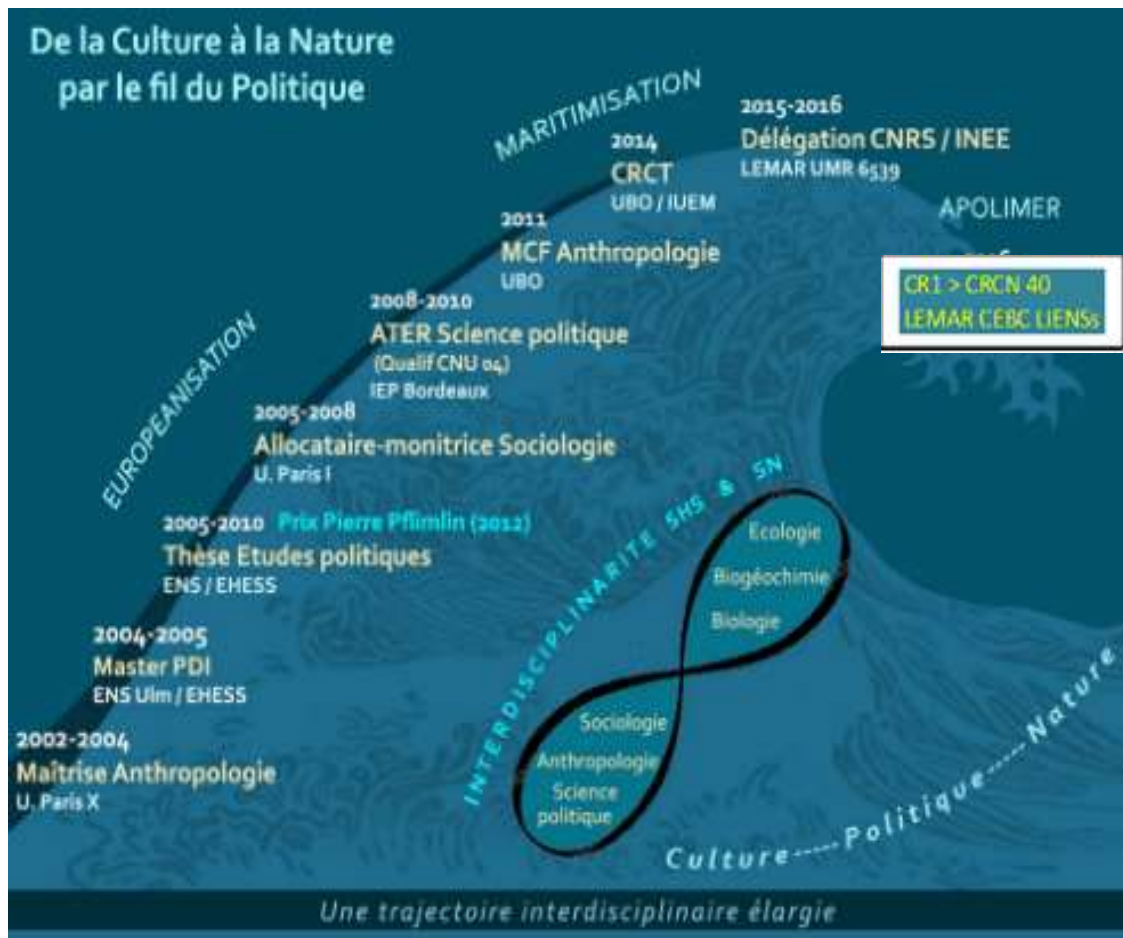 De la Culture à la Nature
par le fil du Politique
MARITIMISATION
2015-2016
Délégation CNRS / INEE
LEMAR UMR 6539
2014
CRCT
UBO / IUEM
APOLIMER
CR1 > CRCN 40
LEMAR CEBC LIENSs
2011
MCF Anthropologie
UBO
2008-2010
ATER Science politique
(Qualif CNU 04)
IEP Bordeaux
EUROPEANISATION
2005-2008
Allocataire-monitrice Sociologie
U. Paris I
2005-2010 Prix Pierre Pflimlin (2012)
Thèse Etudes politiques
ENS / EHESS
2004-2005
Master PDI
ENS Ulm / EHESS
2002-2004
Maîtrise Anthropologie
U. Paris X
INTERDISCIPLINARITE SHS & SN
Ecologie
Biogéochimie
Biologie
Sociologie
Anthropologie
Science
politique
Culture-----Politique-----Nature
Une trajectoire interdisciplinaire élargie